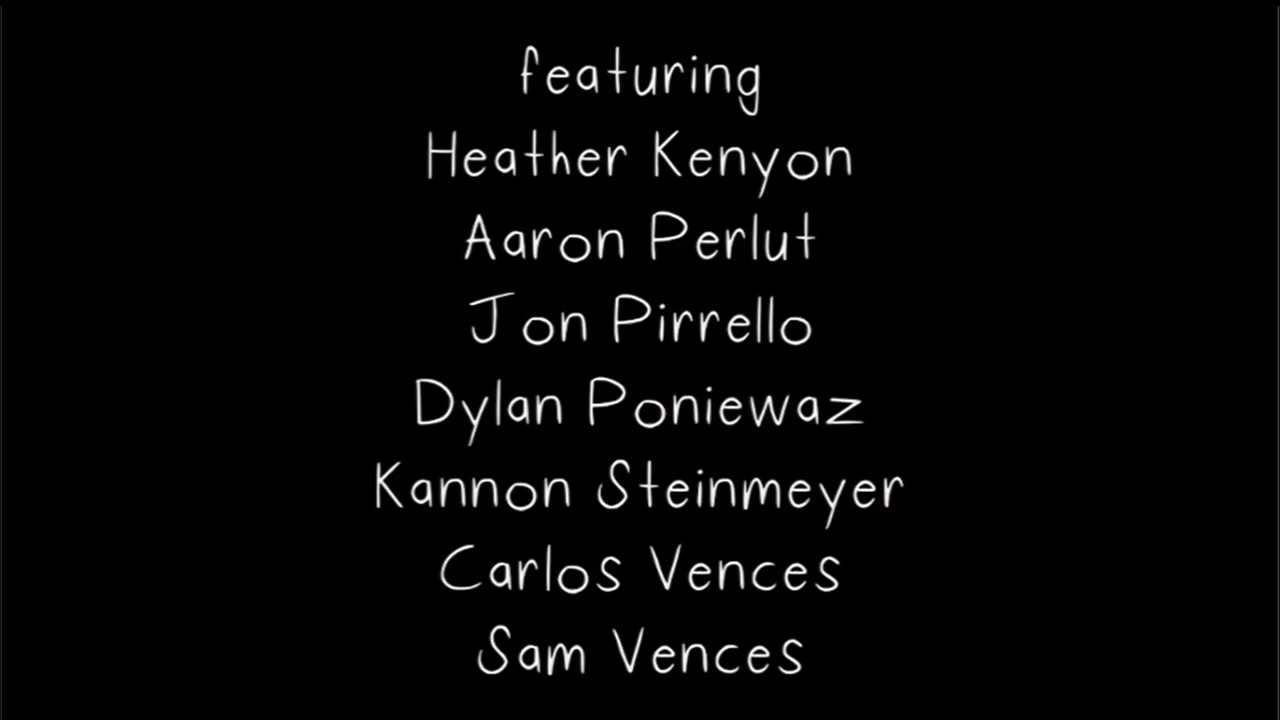 featuring
Heather Kenyon
Aaron Perlut
Jon Pirrello
Dylan Poniewaz
Kannon Steinmeyer
Carlos Vences
Sam Vences